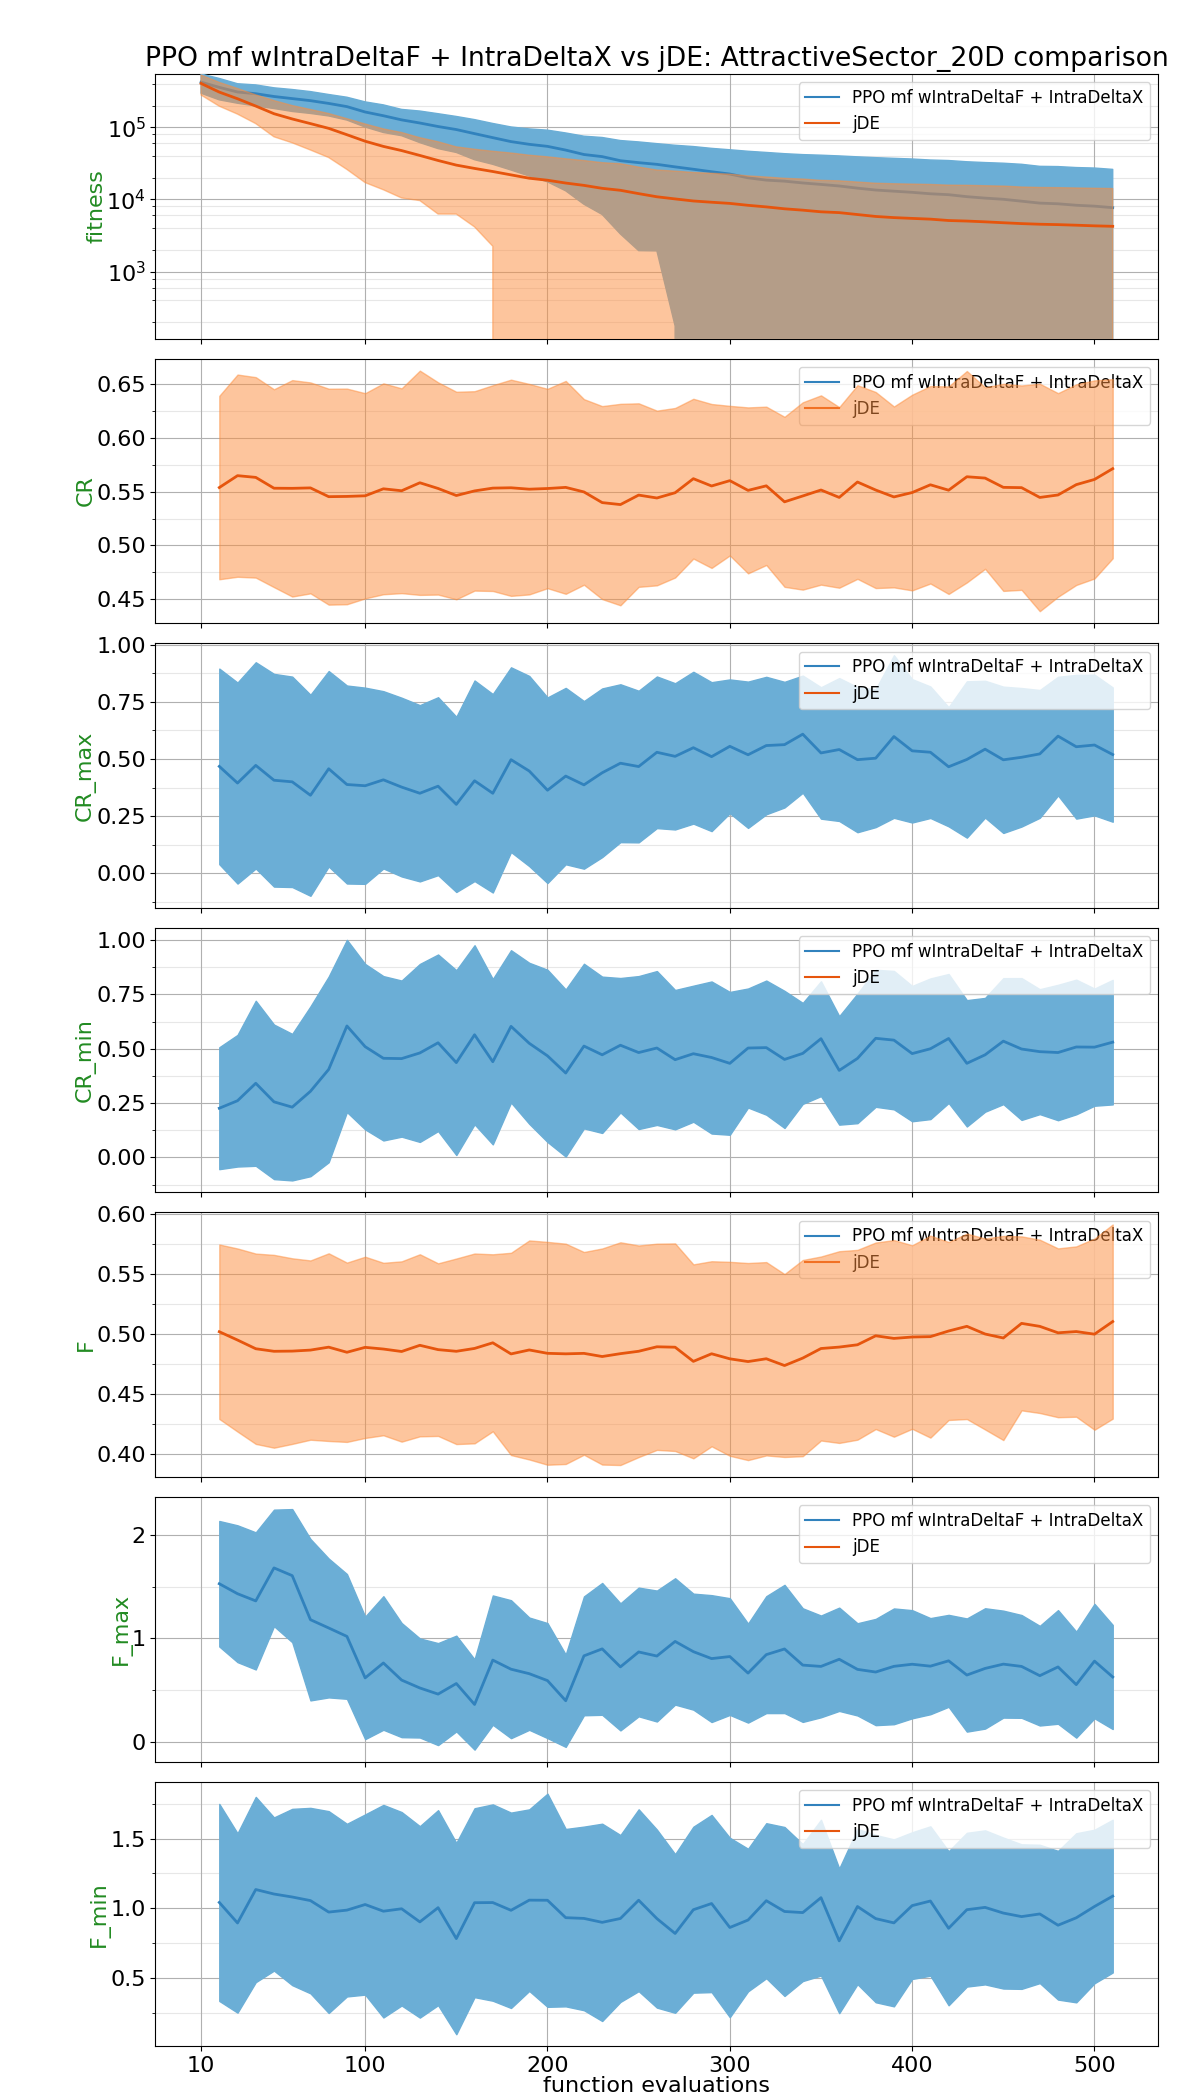 PPO mf wIntraDeltaF + IntraDeltaX vs jDE: AttractiveSector_20D comparison
fitness
10^5
10^4
10^3
PPO mf wIntraDeltaF + IntraDeltaX
jDE
CR
0.65
0.60
0.55
0.50
0.45
PPO mf wIntraDeltaF + IntraDeltaX
jDE
CR_max
1.00
0.75
0.50
0.25
0.00
PPO mf wIntraDeltaF + IntraDeltaX
jDE
CR_min
1.00
0.75
0.50
0.25
0.00
PPO mf wIntraDeltaF + IntraDeltaX
jDE
F
0.60
0.55
0.50
0.45
0.40
PPO mf wIntraDeltaF + IntraDeltaX
jDE
F_max
2
1
0
PPO mf wIntraDeltaF + IntraDeltaX
jDE
F_min
1.5
1.0
0.5
PPO mf wIntraDeltaF + IntraDeltaX
jDE
10 100 200 300 400 500
function evaluations